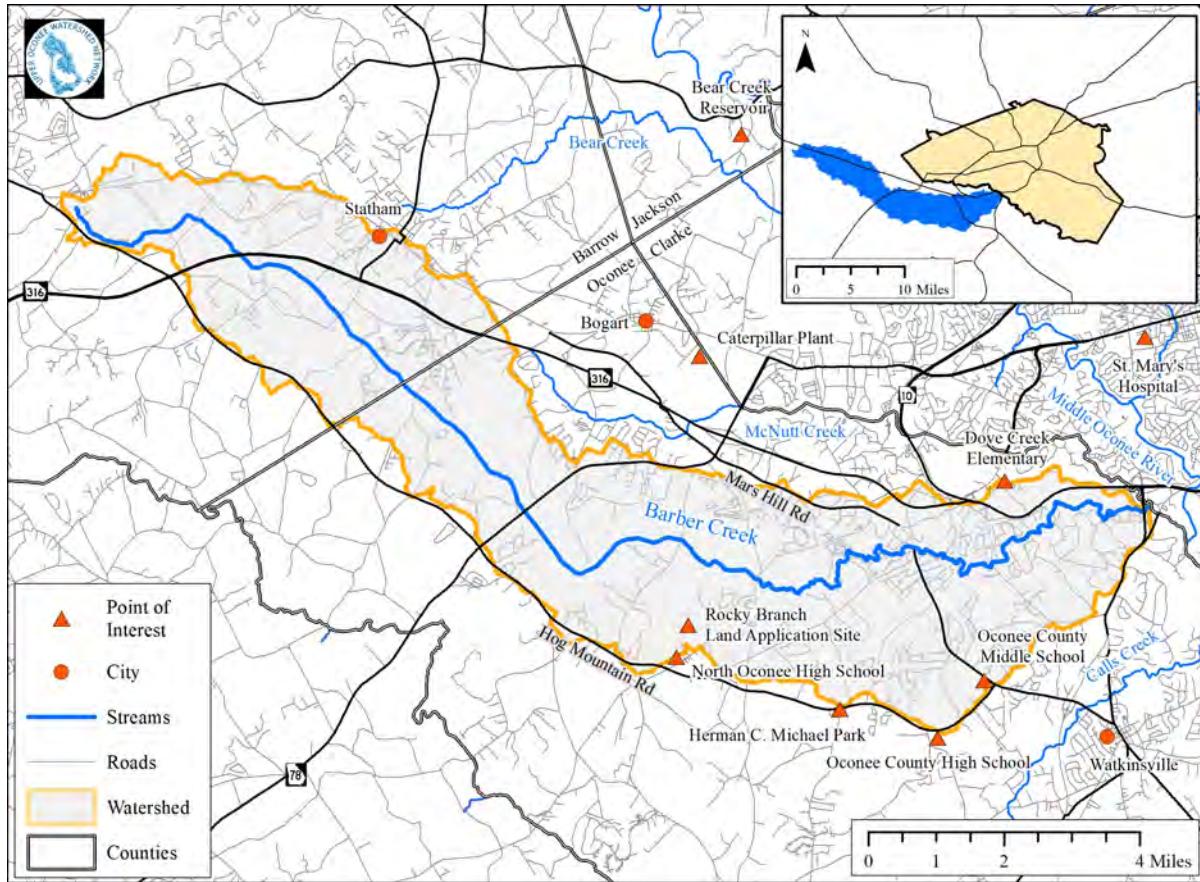 UPPER OCONEE WATERSHED NETWORK
N
0 5 10 Miles
Bear Creek
Reservoir
Bear Creek
Statham
Barrow
Jackson
Oconee
Clarke
316
Bogart
Caterpillar Plant
316
St. Mary's
Hospital
10
McNutt Creek
Middle Oconee River
Dove Creek
Elementary
Mars Hill Rd
Barber Creek
Rocky Branch
Land Application Site
Hog Mountain Rd
North Oconee High School
Oconee County
Middle School
Calls Creek
Herman C. Michael Park
Oconee County High School
Watkinsville
78
Point of
Interest
City
Streams
Roads
Watershed
Counties
0 1 2 4 Miles